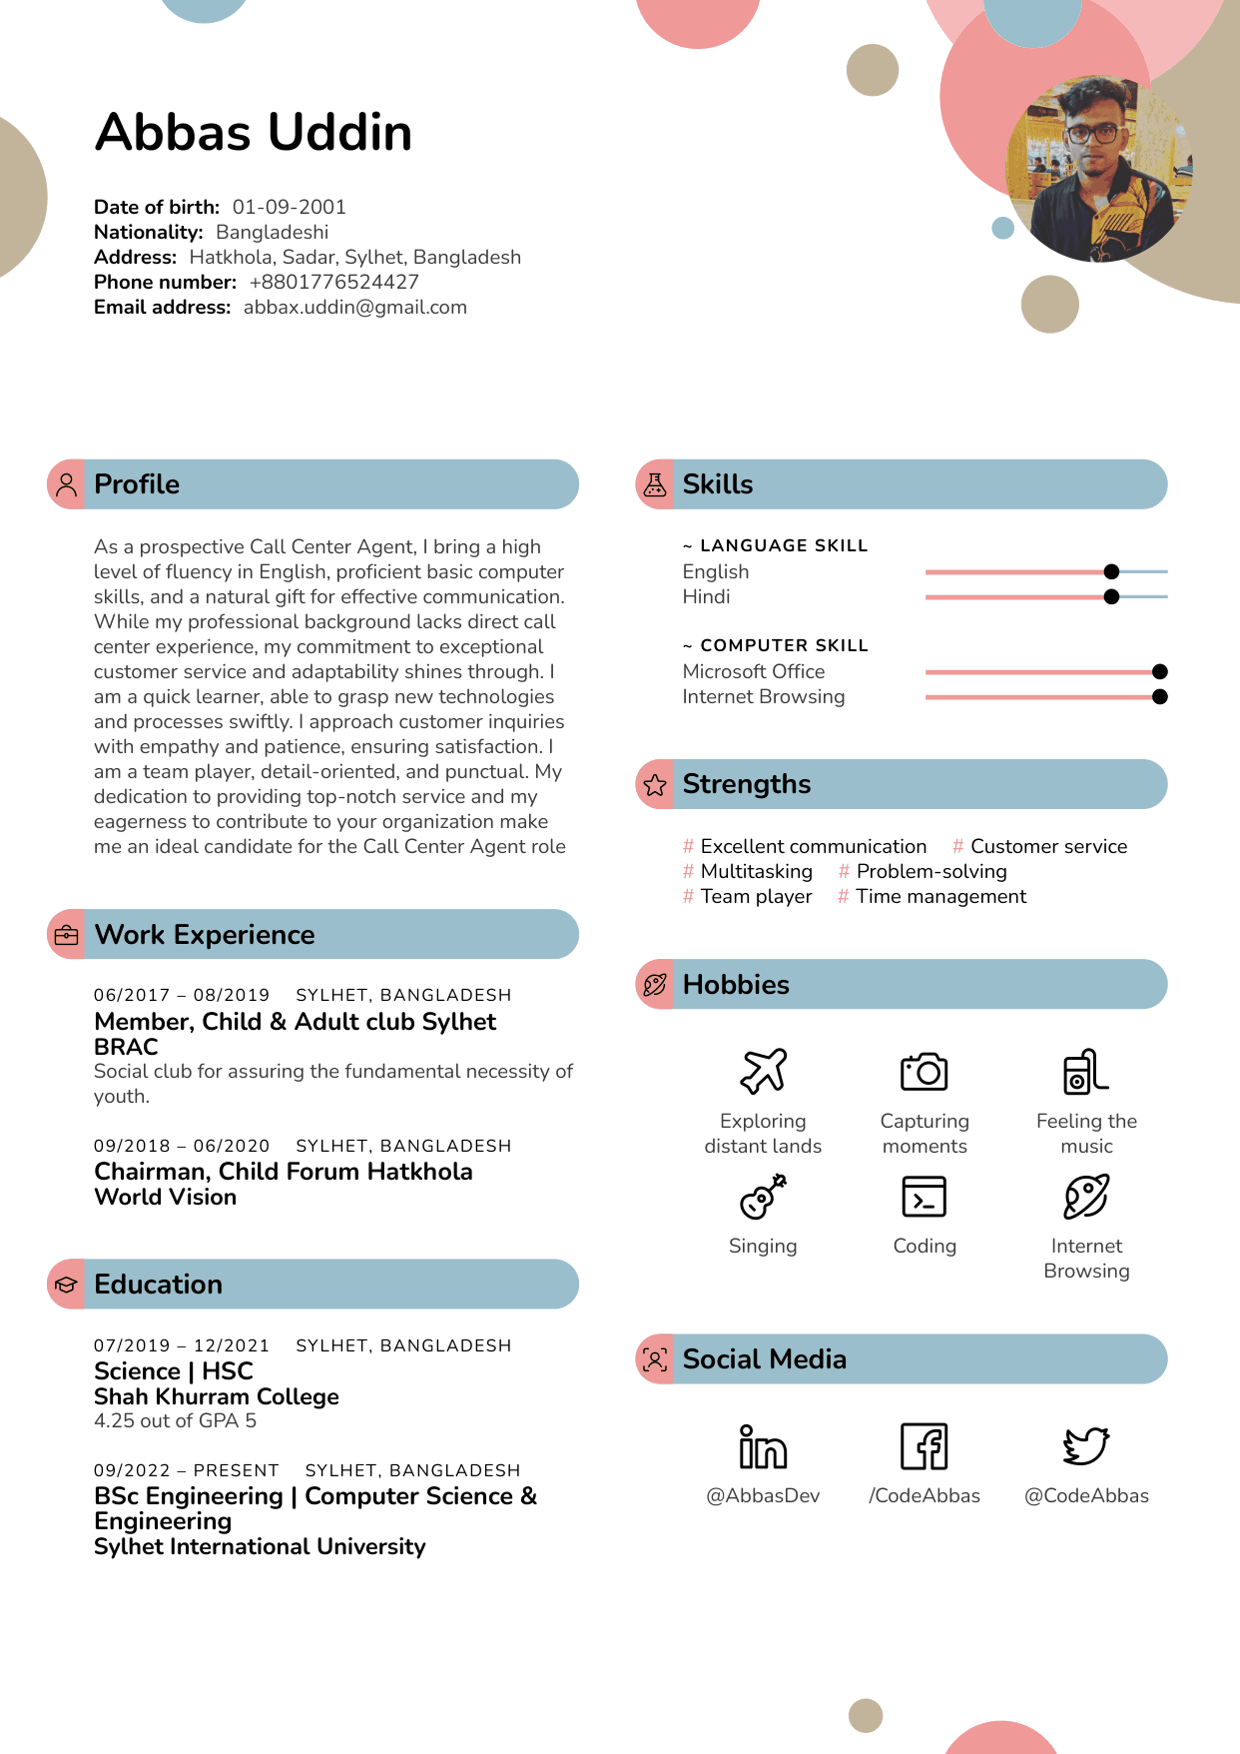 Abbas Uddin
Date of birth: 01-09-2001
Nationality: Bangladeshi
Address: Hatkhola, Sadar, Sylhet, Bangladesh
Phone number: +8801776524427
Email address: abbax.uddin@gmail.com
Profile
As a prospective Call Center Agent, I bring a high
level of fluency in English, proficient basic computer
skills, and a natural gift for effective communication.
While my professional background lacks direct call
center experience, my commitment to exceptional
customer service and adaptability shines through. I
am a quick learner, able to grasp new technologies
and processes swiftly. I approach customer inquiries
with empathy and patience, ensuring satisfaction. I
am a team player, detail-oriented, and punctual. My
dedication to providing top-notch service and my
eagerness to contribute to your organization make
me an ideal candidate for the Call Center Agent role
Work Experience
06/2017 – 08/2019 SYLHET, BANGLADESH
Member, Child & Adult club Sylhet
BRAC
Social club for assuring the fundamental necessity of
youth.
09/2018 – 06/2020 SYLHET, BANGLADESH
Chairman, Child Forum Hatkhola
World Vision
Education
07/2019 – 12/2021 SYLHET, BANGLADESH
Science | HSC
Shah Khurram College
4.25 out of GPA 5
09/2022 – PRESENT SYLHET, BANGLADESH
BSc Engineering | Computer Science &
Engineering
Sylhet International University
Skills
~ LANGUAGE SKILL
English
Hindi
~ COMPUTER SKILL
Microsoft Office
Internet Browsing
Strengths
# Excellent communication # Customer service
# Multitasking # Problem-solving
# Team player # Time management
Hobbies
Exploring
distant lands
Capturing
moments
Feeling the
music
Singing
Coding
Internet
Browsing
Social Media
@AbbasDev
/CodeAbbas
@CodeAbbas